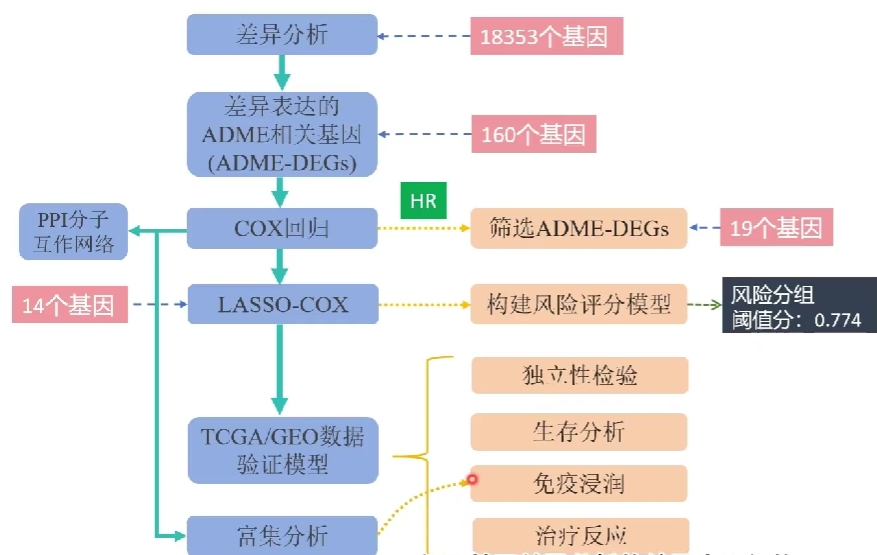 差异分析
18353个基因
差异表达的
ADME相关基因
(ADME-DEGs)
160个基因
HR
PPI分子
互作网络
COX回归
筛选ADME-DEGs
19个基因
14个基因
LASSO-COX
构建风险评分模型
风险分组
阈值分：0.774
TCGA/GEO数据
验证模型
独立性检验
生存分析
免疫浸润
富集分析
治疗反应